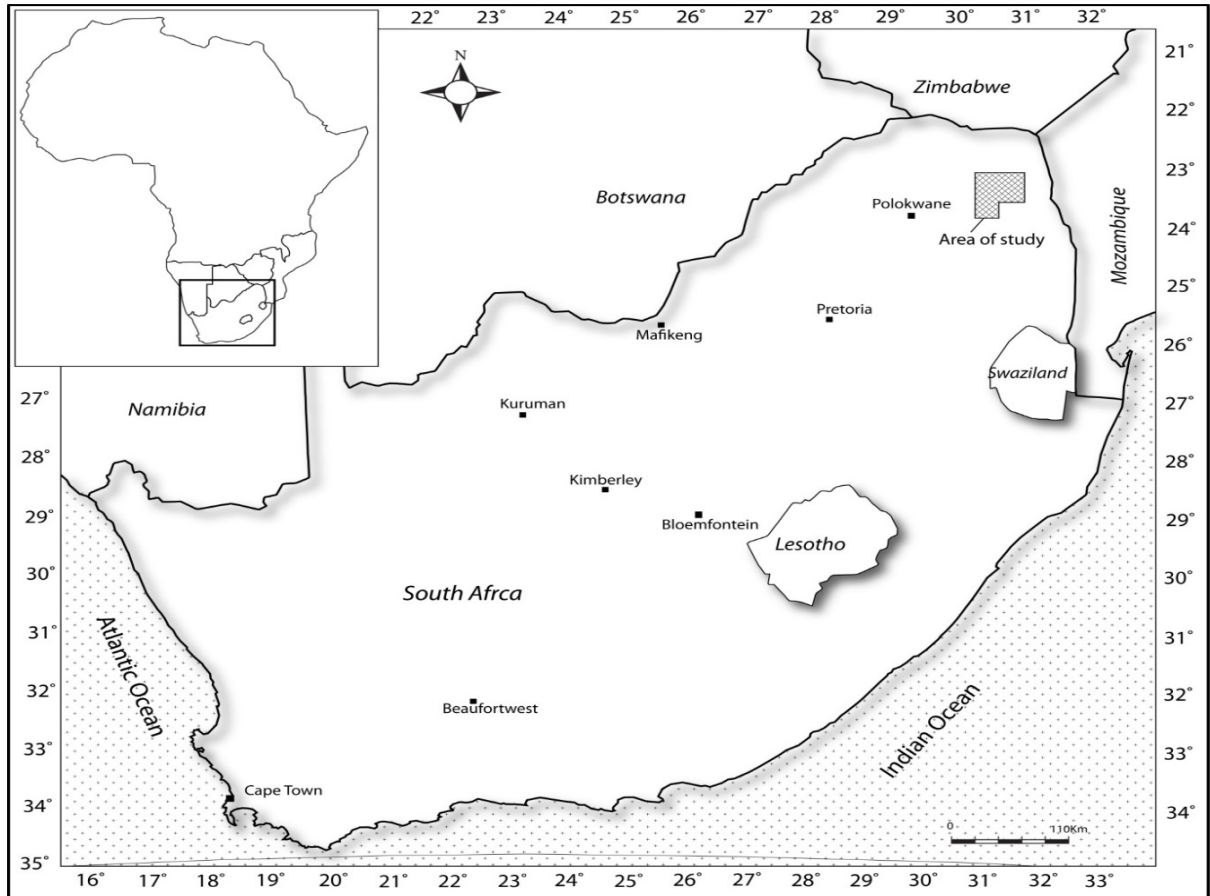 22° 23° 24° 25° 26° 27° 28° 29° 30° 31° 32°
N
21°
22°
23°
24°
25°
26°
27°
28°
29°
30°
31°
32°
33°
34°
Zimbabwe
Botswana
Polokwane
Area of study
Mozambique
Pretoria
Mafikeng
Swaziland
27°
28°
29°
30°
31°
32°
33°
34°
35°
Namibia
Kuruman
Kimberley
Bloemfontein
Lesotho
South Afrca
Atlantic Ocean
Beaufortwest
Indian Ocean
Cape Town
0 110Km
16° 17° 18° 19° 20° 21° 22° 23° 24° 25° 26° 27° 28° 29° 30° 31° 32° 33°